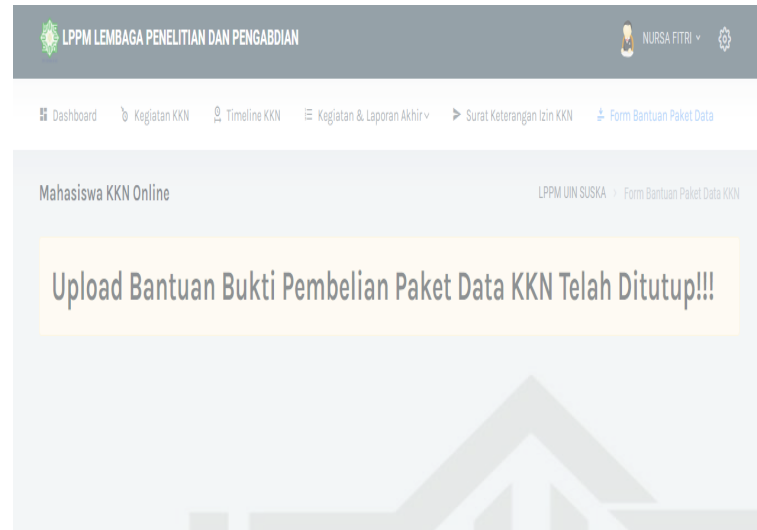 LPPM LEMBAGA PENELITIAN DAN PENGABDIAN
NURSA FITRI
Dashboard Kegiatan KKN Timeline KKN Kegiatan & Laporan Akhir Surat Keterangan Izin KKN Form Bantuan Paket Data
Mahasiswa KKN Online
LPPM UIN SUSKA Form Bantuan Paket Data KKN
Upload Bantuan Bukti Pembelian Paket Data KKN Telah Ditutup!!!